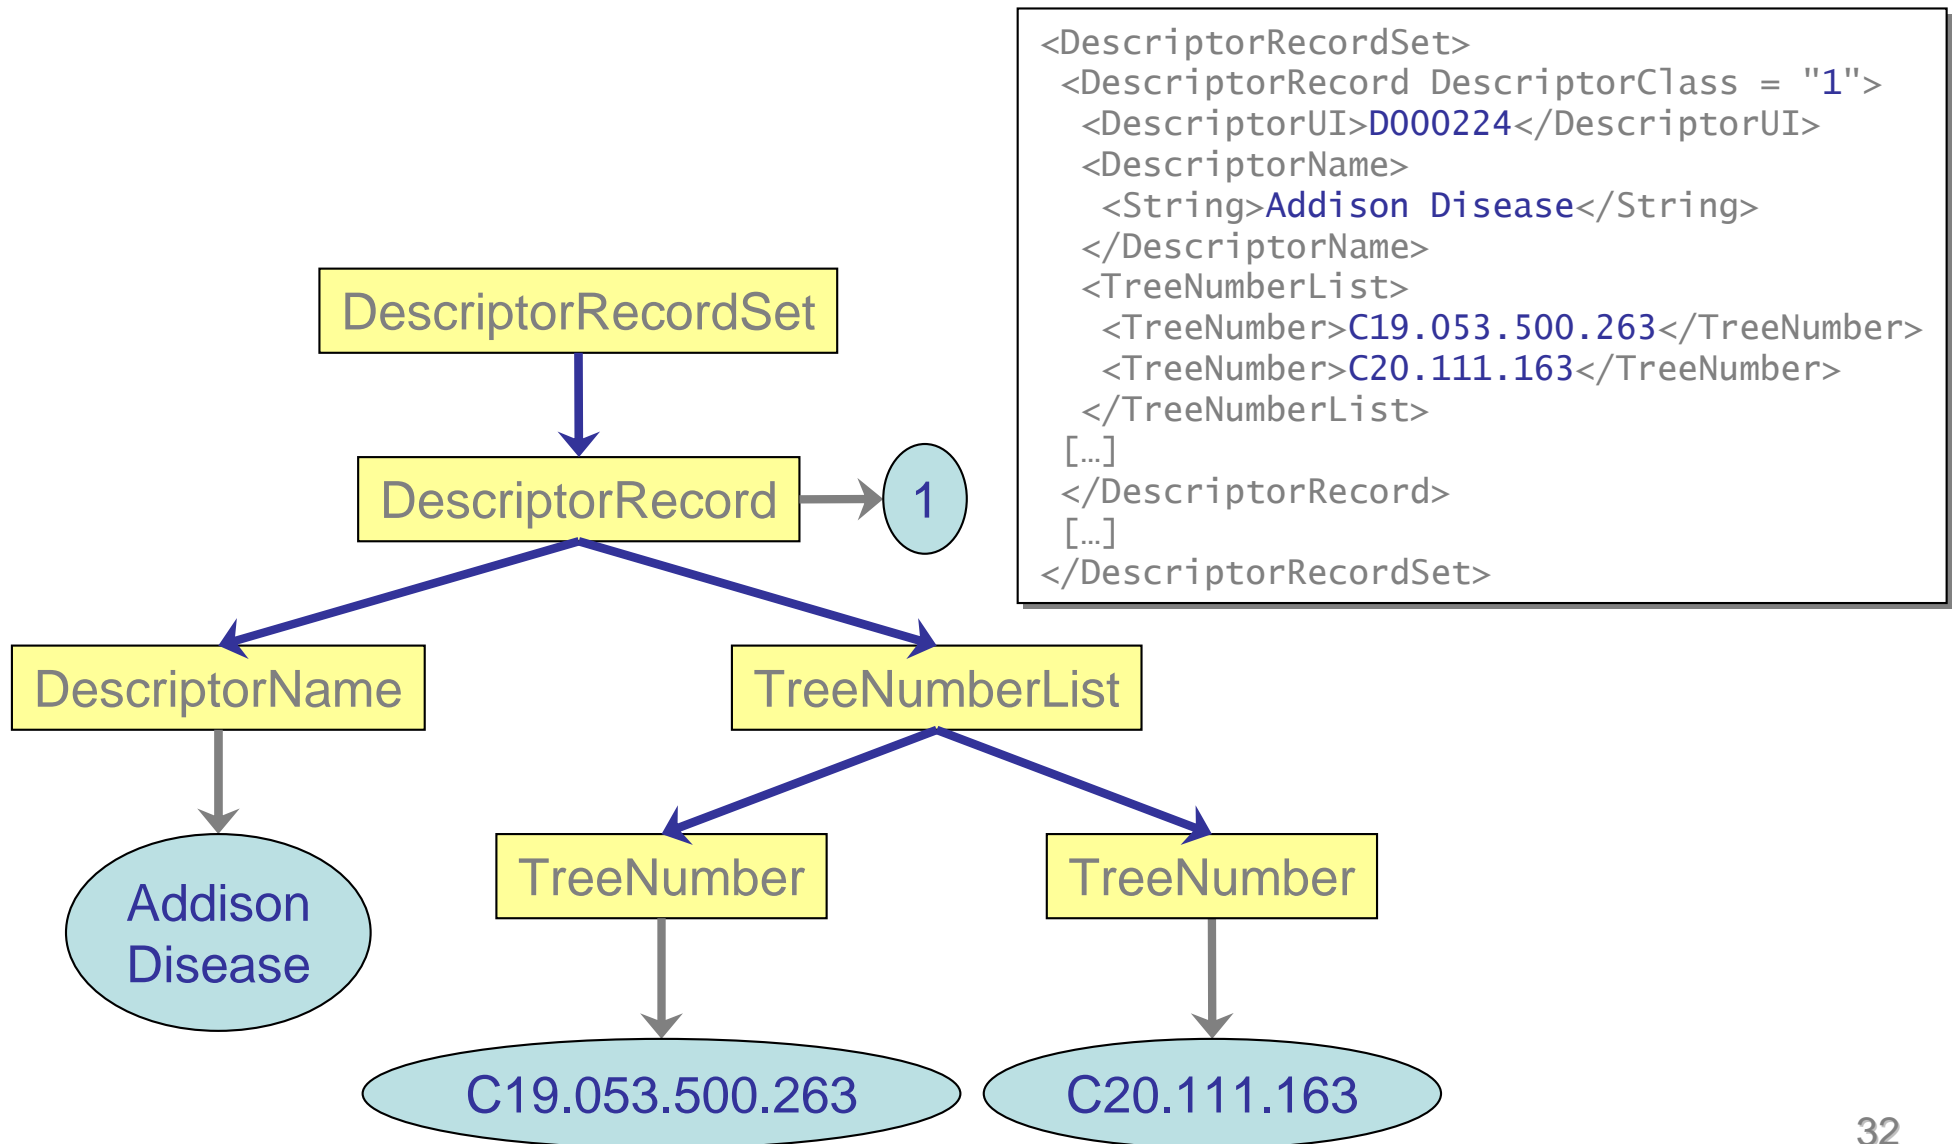 <DescriptorRecordSet>
<DescriptorRecord DescriptorClass = "1">
<DescriptorUI>D000224</DescriptorUI>
<DescriptorName>
<String>Addison Disease</String>
</DescriptorName>
<TreeNumberList>
<TreeNumber>C19.053.500.263</TreeNumber>
<TreeNumber>C20.111.163</TreeNumber>
</TreeNumberList>
[…]
</DescriptorRecord>
[…]
</DescriptorRecordSet>
DescriptorRecordSet
DescriptorRecord
1
DescriptorName
TreeNumberList
TreeNumber
TreeNumber
Addison
Disease
C19.053.500.263
C20.111.163
32